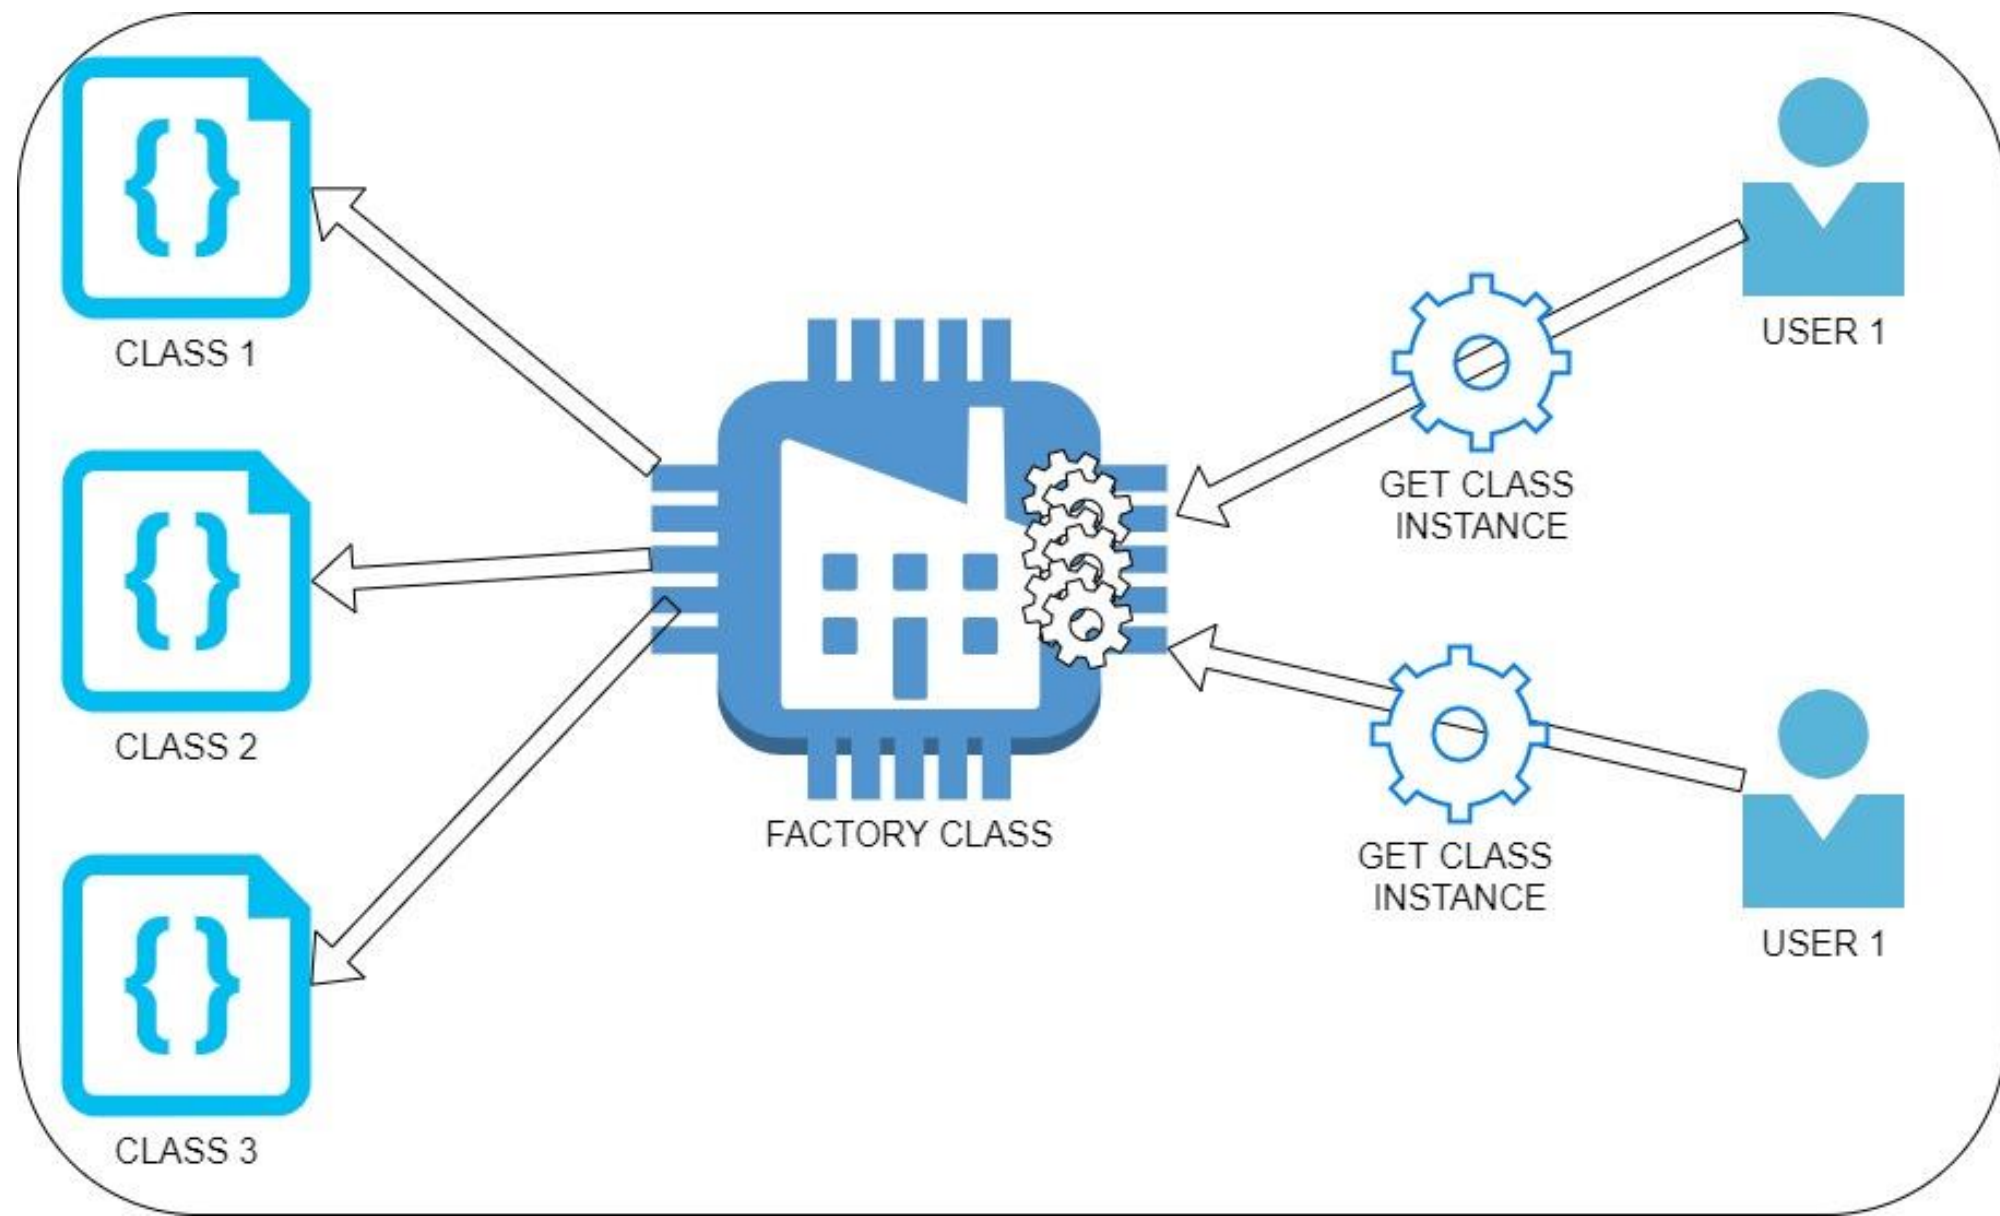 CLASS 1
CLASS 2
CLASS 3
FACTORY CLASS
GET CLASS
INSTANCE
USER 1
GET CLASS
INSTANCE
USER 1